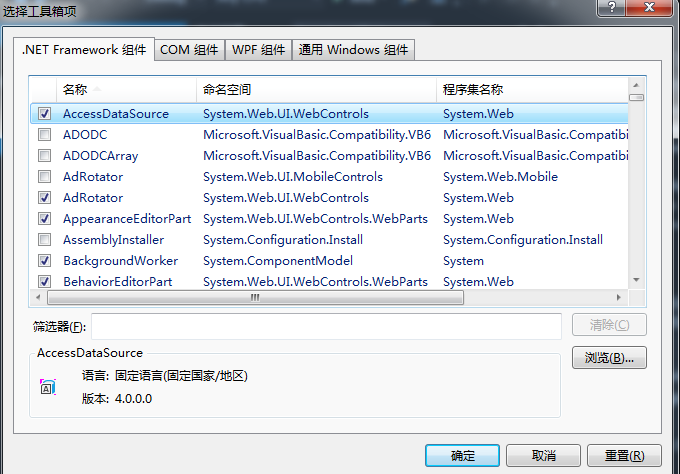 选择工具箱项
?
.NET Framework 组件 COM 组件 WPF 组件 通用 Windows 组件
名称 命名空间 程序集名称
AccessDataSource System.Web.UI.WebControls System.Web
ADODC Microsoft.VisualBasic.Compatibility.VB6 Microsoft.VisualBasic.Compatibi
ADODCArray Microsoft.VisualBasic.Compatibility.VB6 Microsoft.VisualBasic.Compatibi
AdRotator System.Web.UI.MobileControls System.Web.Mobile
AdRotator System.Web.UI.WebControls System.Web
AppearanceEditorPart System.Web.UI.WebControls.WebParts System.Web
AssemblyInstaller System.Configuration.Install System.Configuration.Install
BackgroundWorker System.ComponentModel System
BehaviorEditorPart System.Web.UI.WebControls.WebParts System.Web
筛选器(F): 清除(C)
AccessDataSource 浏览(B)...
语言: 固定语言(固定国家/地区)
版本: 4.0.0.0
确定 取消 重置(R)